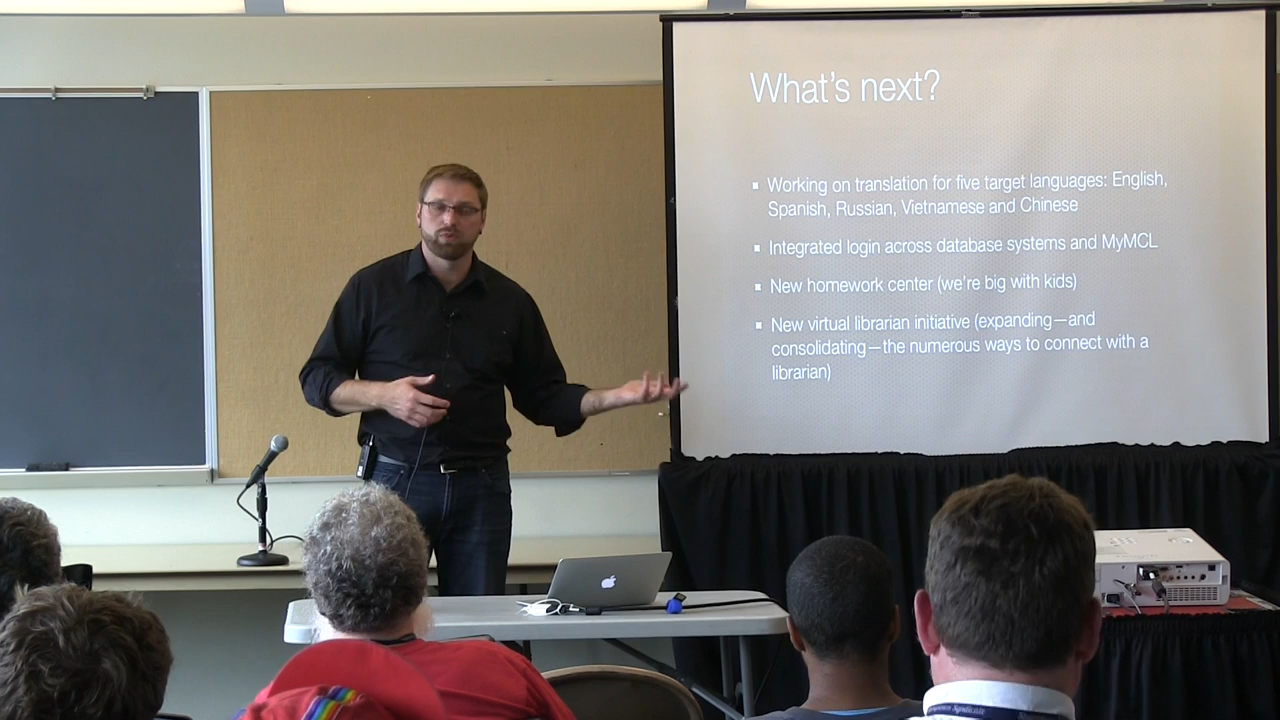 What's next?
Working on translation for five target languages: English,
Spanish, Russian, Vietnamese and Chinese
Integrated login across database systems and MyMCL
New homework center (we're big with kids)
New virtual librarian initiative (expanding—and
consolidating—the numerous ways to connect with a
librarian)